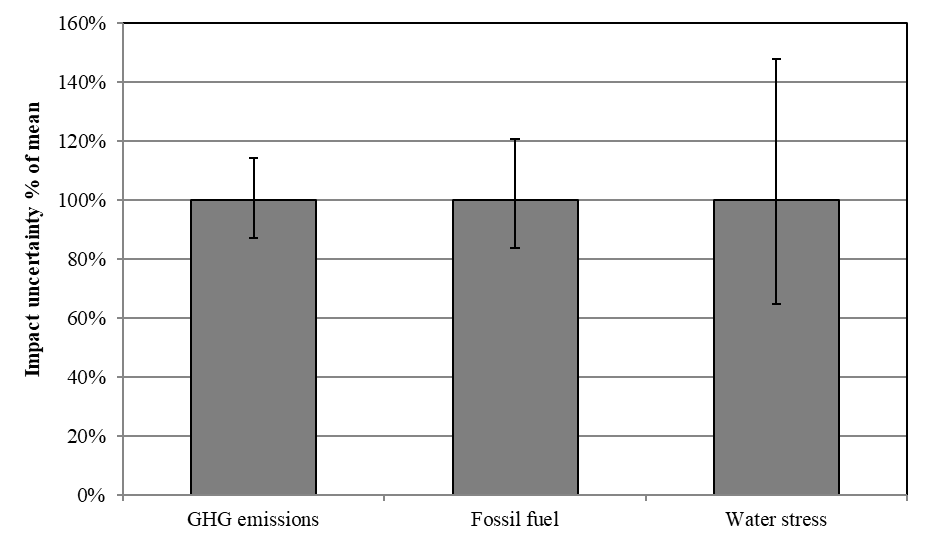 160%
140%
120%
100%
80%
60%
40%
20%
0%
Impact uncertainty % of mean
GHG emissions
Fossil fuel
Water stress